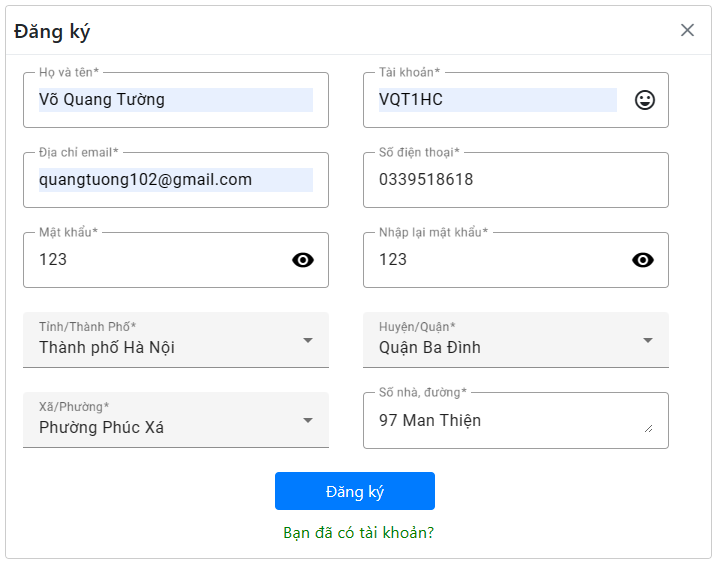 Đăng ký
Họ và tên*
Võ Quang Tường
Tài khoản*
VQT1HC
Địa chỉ email*
quangtuong102@gmail.com
Số điện thoại*
0339518618
Mật khẩu*
123
Nhập lại mật khẩu*
123
Tỉnh/Thành Phố*
Thành phố Hà Nội
Huyện/Quận*
Quận Ba Đình
Xã/Phường*
Phường Phúc Xá
Số nhà, đường*
97 Man Thiện
Đăng ký
Bạn đã có tài khoản?